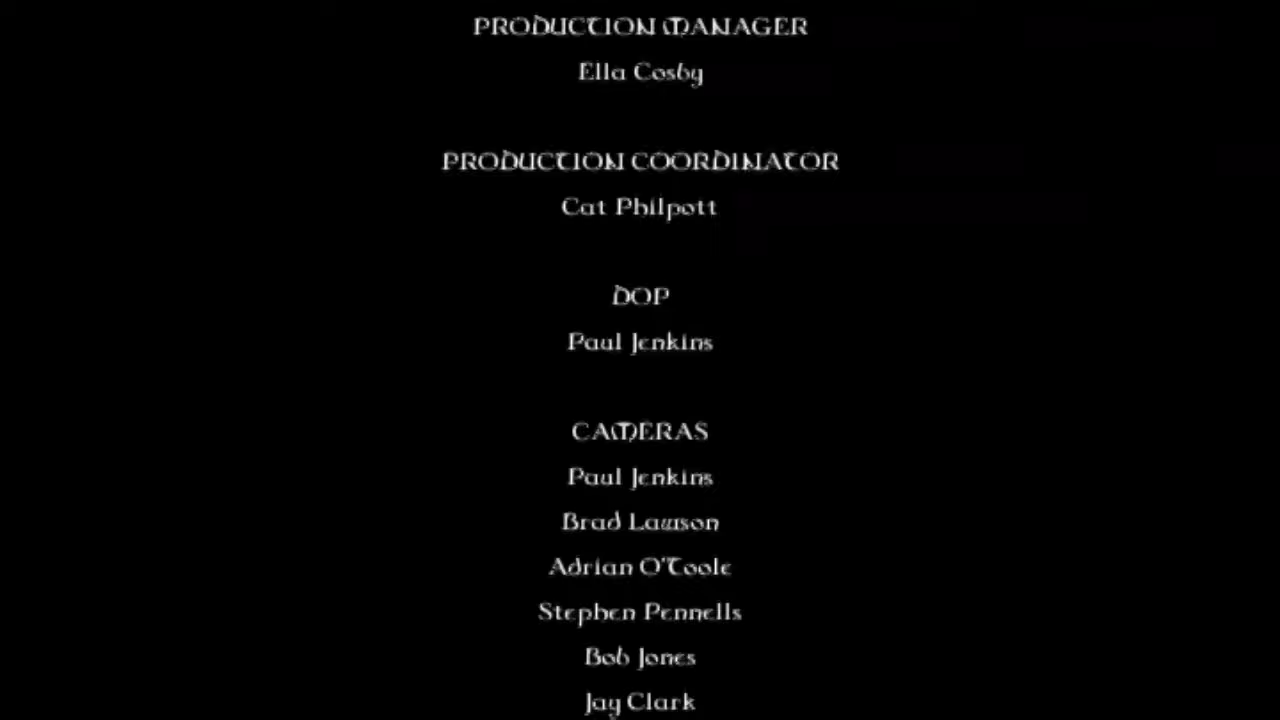 PRODUCTION MANAGER
Ella Cosby
PRODUCTION COORDINATOR
Cat Philpott
DOP
Paul Jenkins
CAMERAS
Paul Jenkins
Brad Lawson
Adrian O'Toole
Stephen Pennells
Bob Jones
Jay Clark